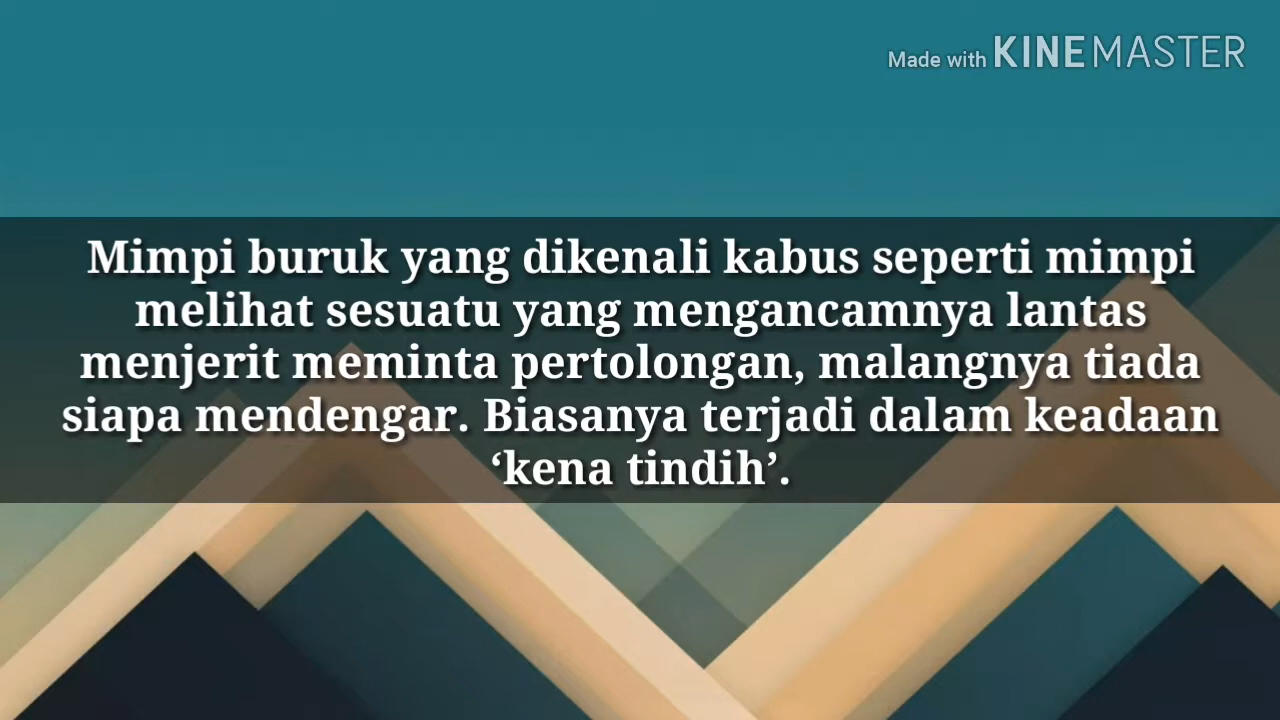 Made with KINEMASTER
Mimpi buruk yang dikenali kabus seperti mimpi
melihat sesuatu yang mengancamnya lantas
menjerit meminta pertolongan, malangnya tiada
siapa mendengar. Biasanya terjadi dalam keadaan
‘kena tindih’.